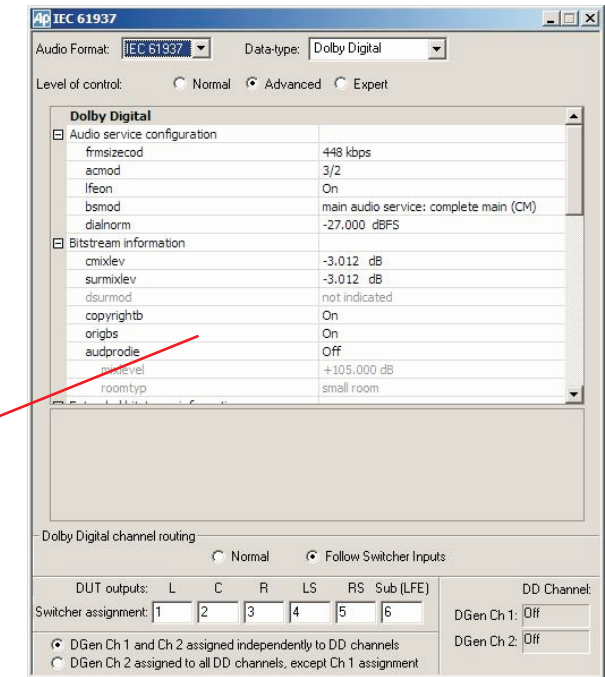 AP IEC 61937
Audio Format: IEC 61937 Data-type: Dolby Digital
Level of control: Normal Advanced Expert
Dolby Digital
Audio service configuration
frmsizecod 448 kbps
acmod 3/2
lfeon On
bsmod main audio service: complete main (CM)
dialnorm -27.000 dBFS
Bitstream information
cmixlev -3.012 dB
surmixlev -3.012 dB
dsurmod not indicated
copyrightb On
origbs On
audprodie Off
mixlevel +105.000 dB
roomtyp small room
Dolby Digital channel routing
Normal Follow Switcher Inputs
DUT outputs: L C R LS RS Sub (LFE) DD Channel:
Switcher assignment: 1 2 3 4 5 6 DGen Ch 1: Off
DGen Ch 2: Off
DGen Ch 1 and Ch 2 assigned independently to DD channels
DGen Ch 2 assigned to all DD channels, except Ch 1 assignment